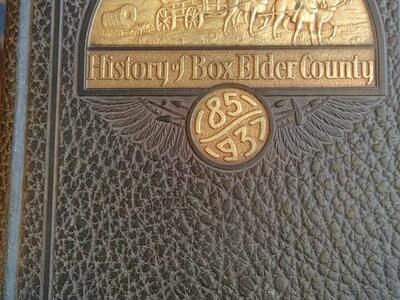 History of Box Elder County
1851
1937